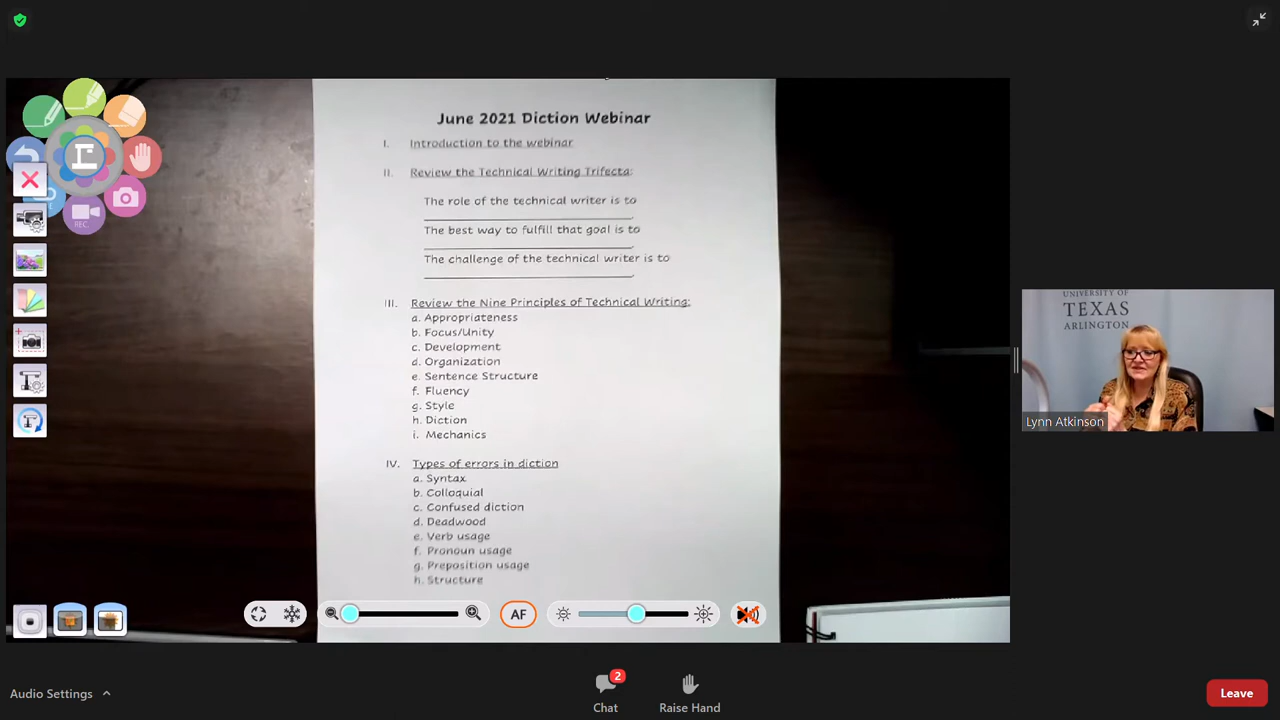 June 2021 Diction Webinar
I. Introduction to the webinar
II. Review the Technical Writing Trifecta:
The role of the technical writer is to
____________________.
The best way to fulfill that goal is to
____________________.
The challenge of the technical writer is to
____________________.
III. Review the Nine Principles of Technical Writing:
a. Appropriateness
b. Focus/Unity
c. Development
d. Organization
e. Sentence Structure
f. Fluency
g. Style
h. Diction
i. Mechanics
IV. Types of errors in diction
a. Syntax
b. Colloquial
c. Confused diction
d. Deadwood
e. Verb usage
f. Pronoun usage
g. Preposition usage
h. Structure
REC.
AF
UNIVERSITY OF
TEXAS
ARLINGTON
Lynn Atkinson
Audio Settings
2
Chat
Raise Hand
Leave